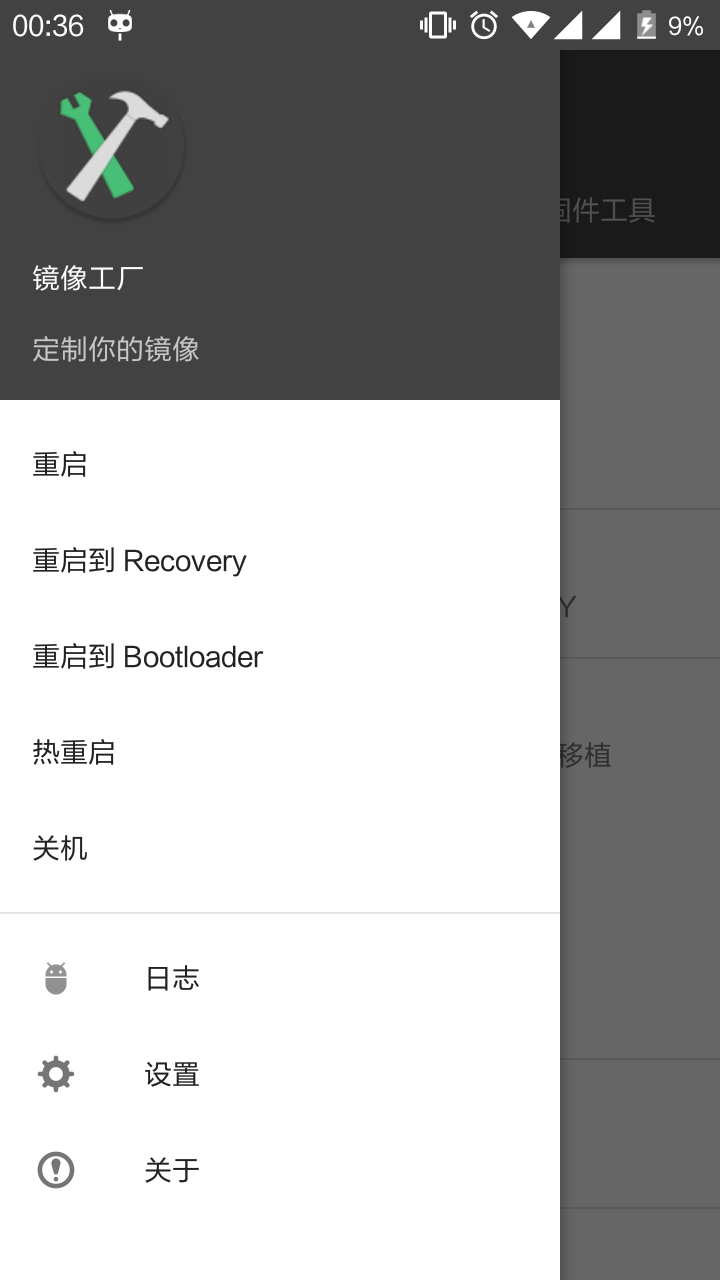 00:36 9%
固件工具
镜像工厂
定制你的镜像
重启
重启到 Recovery
Y
重启到 Bootloader
热重启
移植
关机
日志
设置
关于